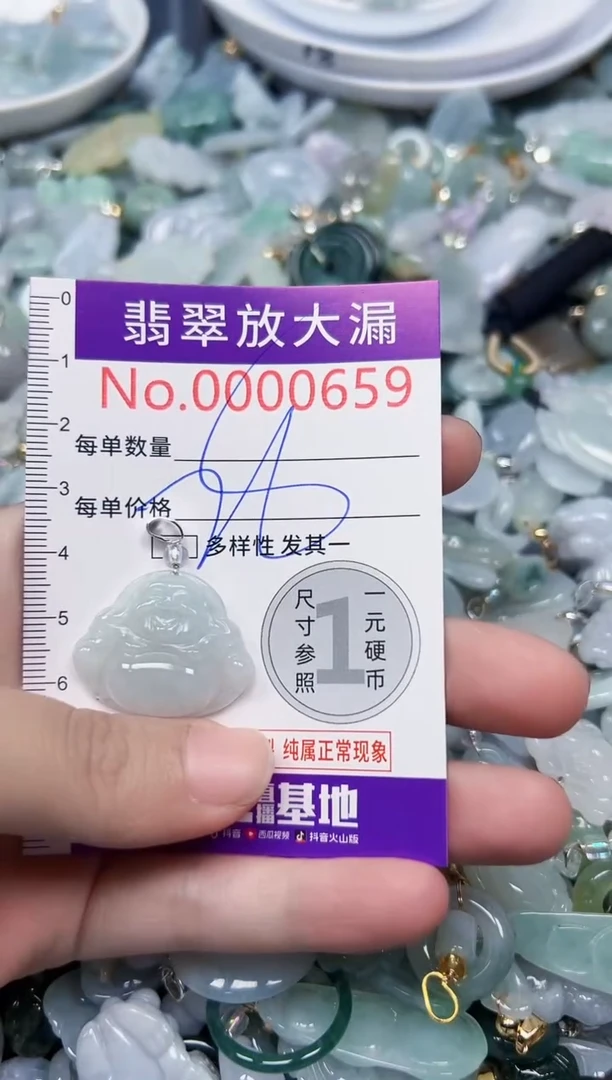 0
翡翠放大漏
1
No.0000659
2
每单数量
3
每单价格
4
多样性 发其一
5
尺寸参照
1
一元硬币
6
纯属正常现象
播基地
抖音 西瓜视频 抖音火山版